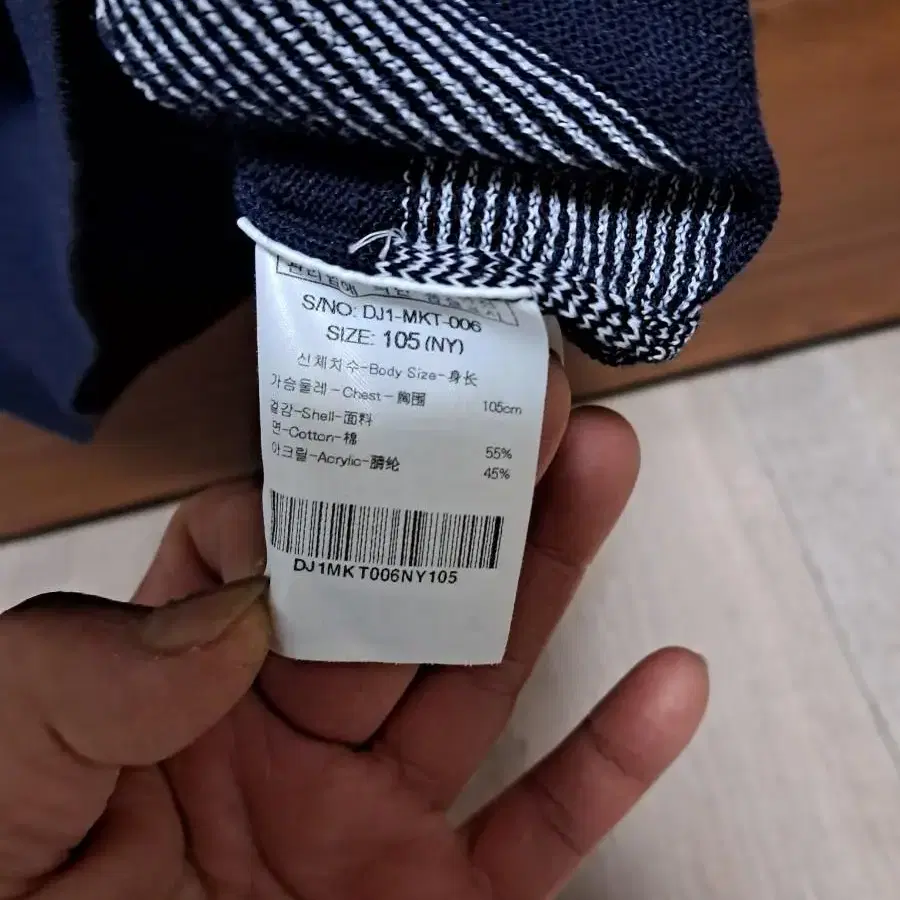 S/NO: DJ1-MKT-006
SIZE: 105 (NY)
신체치수-Body Size-身长
가슴둘레-Chest-胸围 105cm
겉감-Shell-面料
면-Cotton-棉 55%
아크릴-Acrylic-腈纶 45%
DJ1MKT006NY105